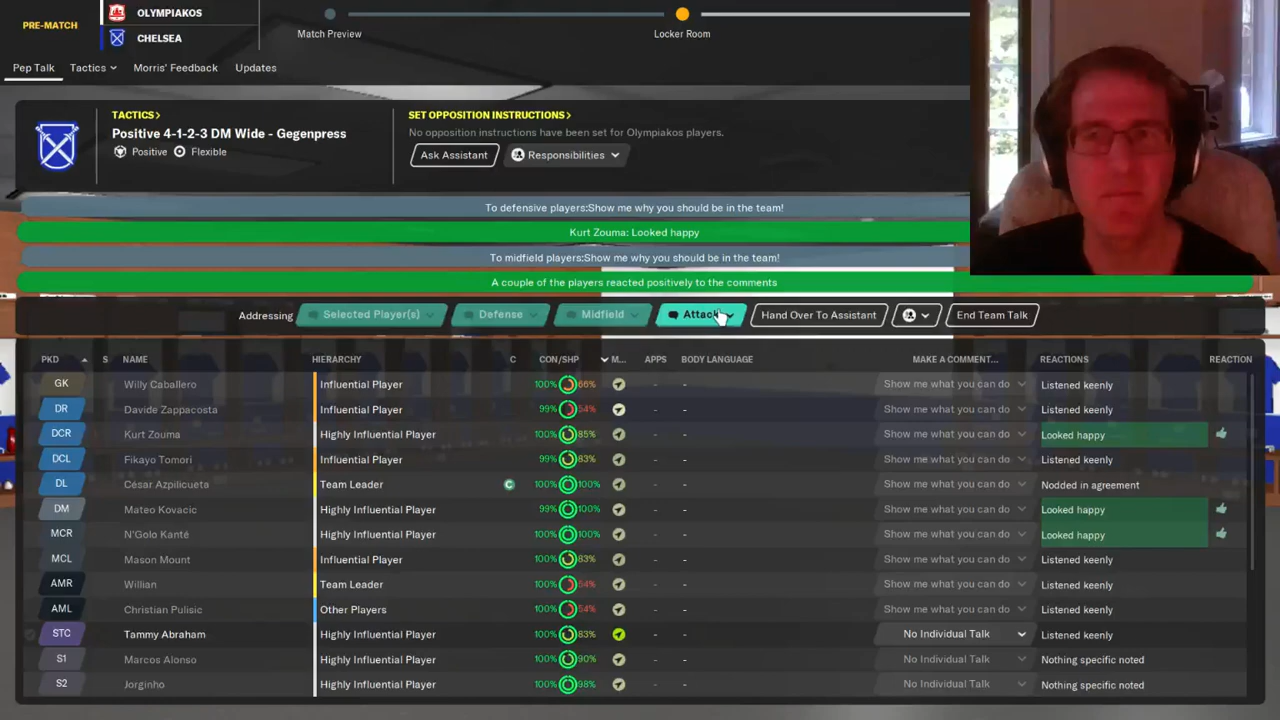 PRE-MATCH
OLYMPIAKOS
CHELSEA
Match Preview
Locker Room
Pep Talk
Tactics
Morris' Feedback
Updates
TACTICS>
Positive 4-1-2-3 DM Wide - Gegenpress
Positive
Flexible
SET OPPOSITION INSTRUCTIONS>
No opposition instructions have been set for Olympiakos players.
Ask Assistant
Responsibilities
To defensive players:Show me why you should be in the team!
Kurt Zouma: Looked happy
To midfield players:Show me why you should be in the team!
A couple of the players reacted positively to the comments
Addressing
Selected Player(s)
Defense
Midfield
Attack
Hand Over To Assistant
End Team Talk
PKD S NAME HIERARCHY C CON/SHP M... APPS BODY LANGUAGE MAKE A COMMENT... REACTIONS REACTION
GK Willy Caballero Influential Player 100% 66% - - Show me what you can do Listened keenly
DR Davide Zappacosta Influential Player 99% 54% - - Show me what you can do Listened keenly
DCR Kurt Zouma Highly Influential Player 100% 85% - - Show me what you can do Looked happy
DCL Fikayo Tomori Influential Player 99% 83% - - Show me what you can do Listened keenly
DL César Azpilicueta Team Leader C 100% 100% - - Show me what you can do Nodded in agreement
DM Mateo Kovacic Highly Influential Player 99% 100% - - Show me what you can do Looked happy
MCR N'Golo Kanté Highly Influential Player 100% 100% - - Show me what you can do Looked happy
MCL Mason Mount Influential Player 100% 83% - - Show me what you can do Listened keenly
AMR Willian Team Leader 100% 54% - - Show me what you can do Listened keenly
AML Christian Pulisic Other Players 100% 54% - - Show me what you can do Listened keenly
STC Tammy Abraham Highly Influential Player 100% 83% - - No Individual Talk Listened keenly
S1 Marcos Alonso Highly Influential Player 100% 90% - - No Individual Talk Nothing specific noted
S2 Jorginho Highly Influential Player 100% 98% - - No Individual Talk Nothing specific noted